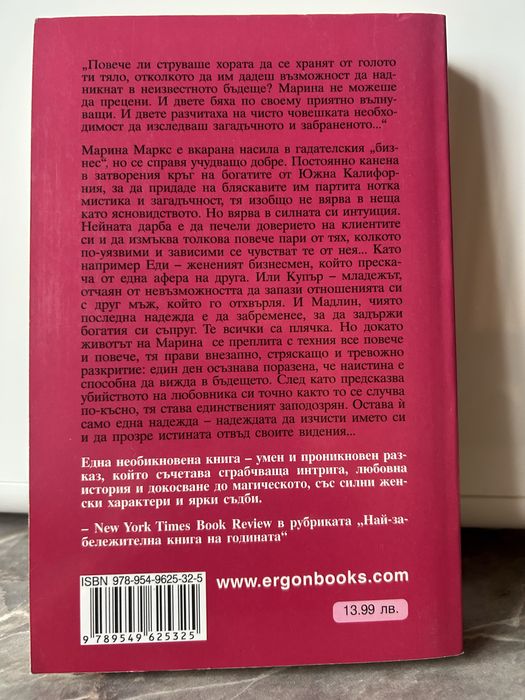 „Повече ли струваше хората да се хранят от голото
ти тяло, отколкото да им дадеш възможност да над-
никнат в неизвестното бъдеще? Марина не можеше
да прецени. И двете бяха по своему приятно вълну-
ващи. И двете разчитаха на чисто човешката необхо-
димост да изследваш загадъчното и забраненото...“
Марина Маркс е вкарана насила в гадателския „биз-
нес“, но се справя учудващо добре. Постоянно канена
в затворения кръг на богатите от Южна Калифор-
ния, за да придаде на бляскавите им партита нотка
мистика и загадъчност, тя изобщо не вярва в неща
като ясновидството. Но вярва в силната си интуиция.
Нейната дарба е да печели доверието на клиентите
си и да измъква толкова повече пари от тях, колкото
по-уязвими и зависими се чувстват те от нея... Като
например Еди – жененият бизнесмен, който преска-
ча от една афера на друга. Или Купър – младежът,
отчаян от невъзможността да запази отношенията си
с друг мъж, който го отхвърля. И Мадлин, чиято
последна надежда е да забременее, за да задържи
богатия си съпруг. Те всички са плячка. Но докато
животът на Марина се преплита с техния все повече
и повече, тя прави внезапно, стряскащо и тревожно
разкритие: един ден осъзнава поразена, че наистина е
способна да вижда в бъдещето. След като предсказва
убийството на любовника си точно както то се случва
по-късно, тя става единственият заподозрян. Остава ѝ
само една надежда – надеждата да изчисти името си
и да прозре истината отвъд своите видения...
Една необикновена книга – умен и проникновен раз-
каз, който съчетава сграбчваща интрига, любовна
история и докосване до магическото, със силни жен-
ски характери и ярки съдби.
– New York Times Book Review в рубриката „Най-за-
бележителна книга на годината“
ISBN 978-954-9625-32-5
9 789549 625325
www.ergonbooks.com
13.99 лв.